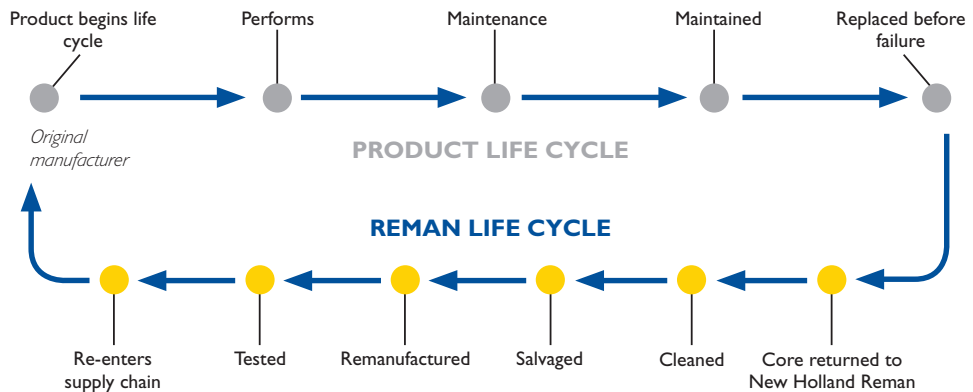 Product begins life
cycle
Performs
Maintenance
Maintained
Replaced before
failure
Original
manufacturer
PRODUCT LIFE CYCLE
REMAN LIFE CYCLE
Re-enters
supply chain
Tested
Remanufactured
Salvaged
Cleaned
Core returned to
New Holland Reman